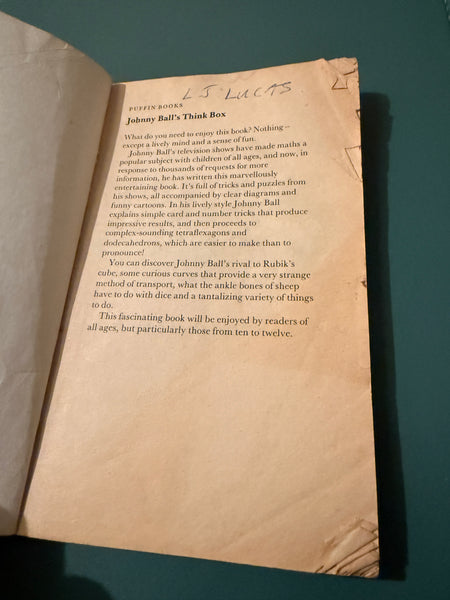 L J LUCAS
PUFFIN BOOKS
Johnny Ball's Think Box
What do you need to enjoy this book? Nothing –
except a lively mind and a sense of fun.
Johnny Ball's television shows have made maths a
popular subject with children of all ages, and now, in
response to thousands of requests for more
information, he has written this marvellously
entertaining book. It's full of tricks and puzzles from
his shows, all accompanied by clear diagrams and
funny cartoons. In his lively style Johnny Ball
explains simple card and number tricks that produce
impressive results, and then proceeds to
complex-sounding tetraflexagons and
dodecahedrons, which are easier to make than to
pronounce!
You can discover Johnny Ball's rival to Rubik's
cube, some curious curves that provide a very strange
method of transport, what the ankle bones of sheep
have to do with dice and a tantalizing variety of things
to do.
This fascinating book will be enjoyed by readers of
all ages, but particularly those from ten to twelve.